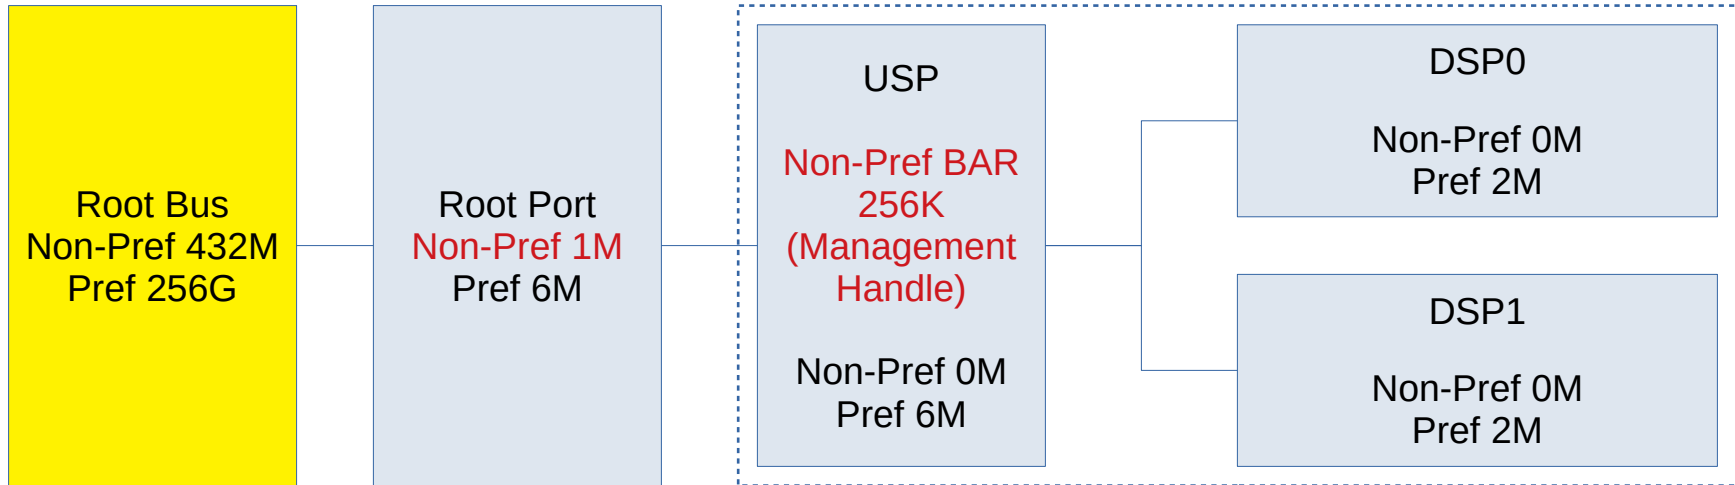 Root Bus
Non-Pref 432M
Pref 256G
Root Port
Non-Pref 1M
Pref 6M
USP
Non-Pref BAR
256K
(Management
Handle)
Non-Pref 0M
Pref 6M
DSP0
Non-Pref 0M
Pref 2M
DSP1
Non-Pref 0M
Pref 2M